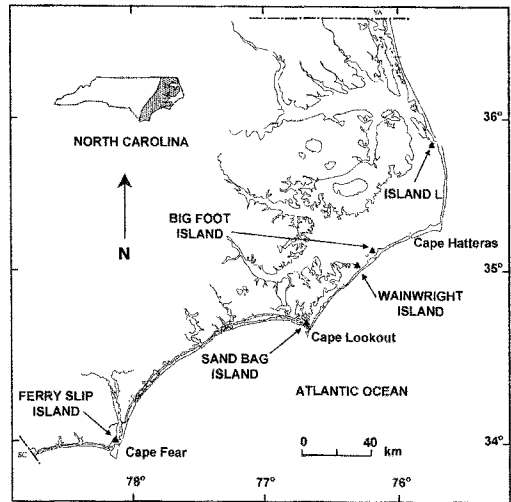 VA
36°
NORTH CAROLINA
ISLAND L
BIG FOOT
ISLAND
Cape Hatteras
N
35°
WAINWRIGHT
ISLAND
Cape Lookout
SAND BAG
ISLAND
ATLANTIC OCEAN
FERRY SLIP
ISLAND
0 40
km
SC
Cape Fear
34°
78°
77°
76°